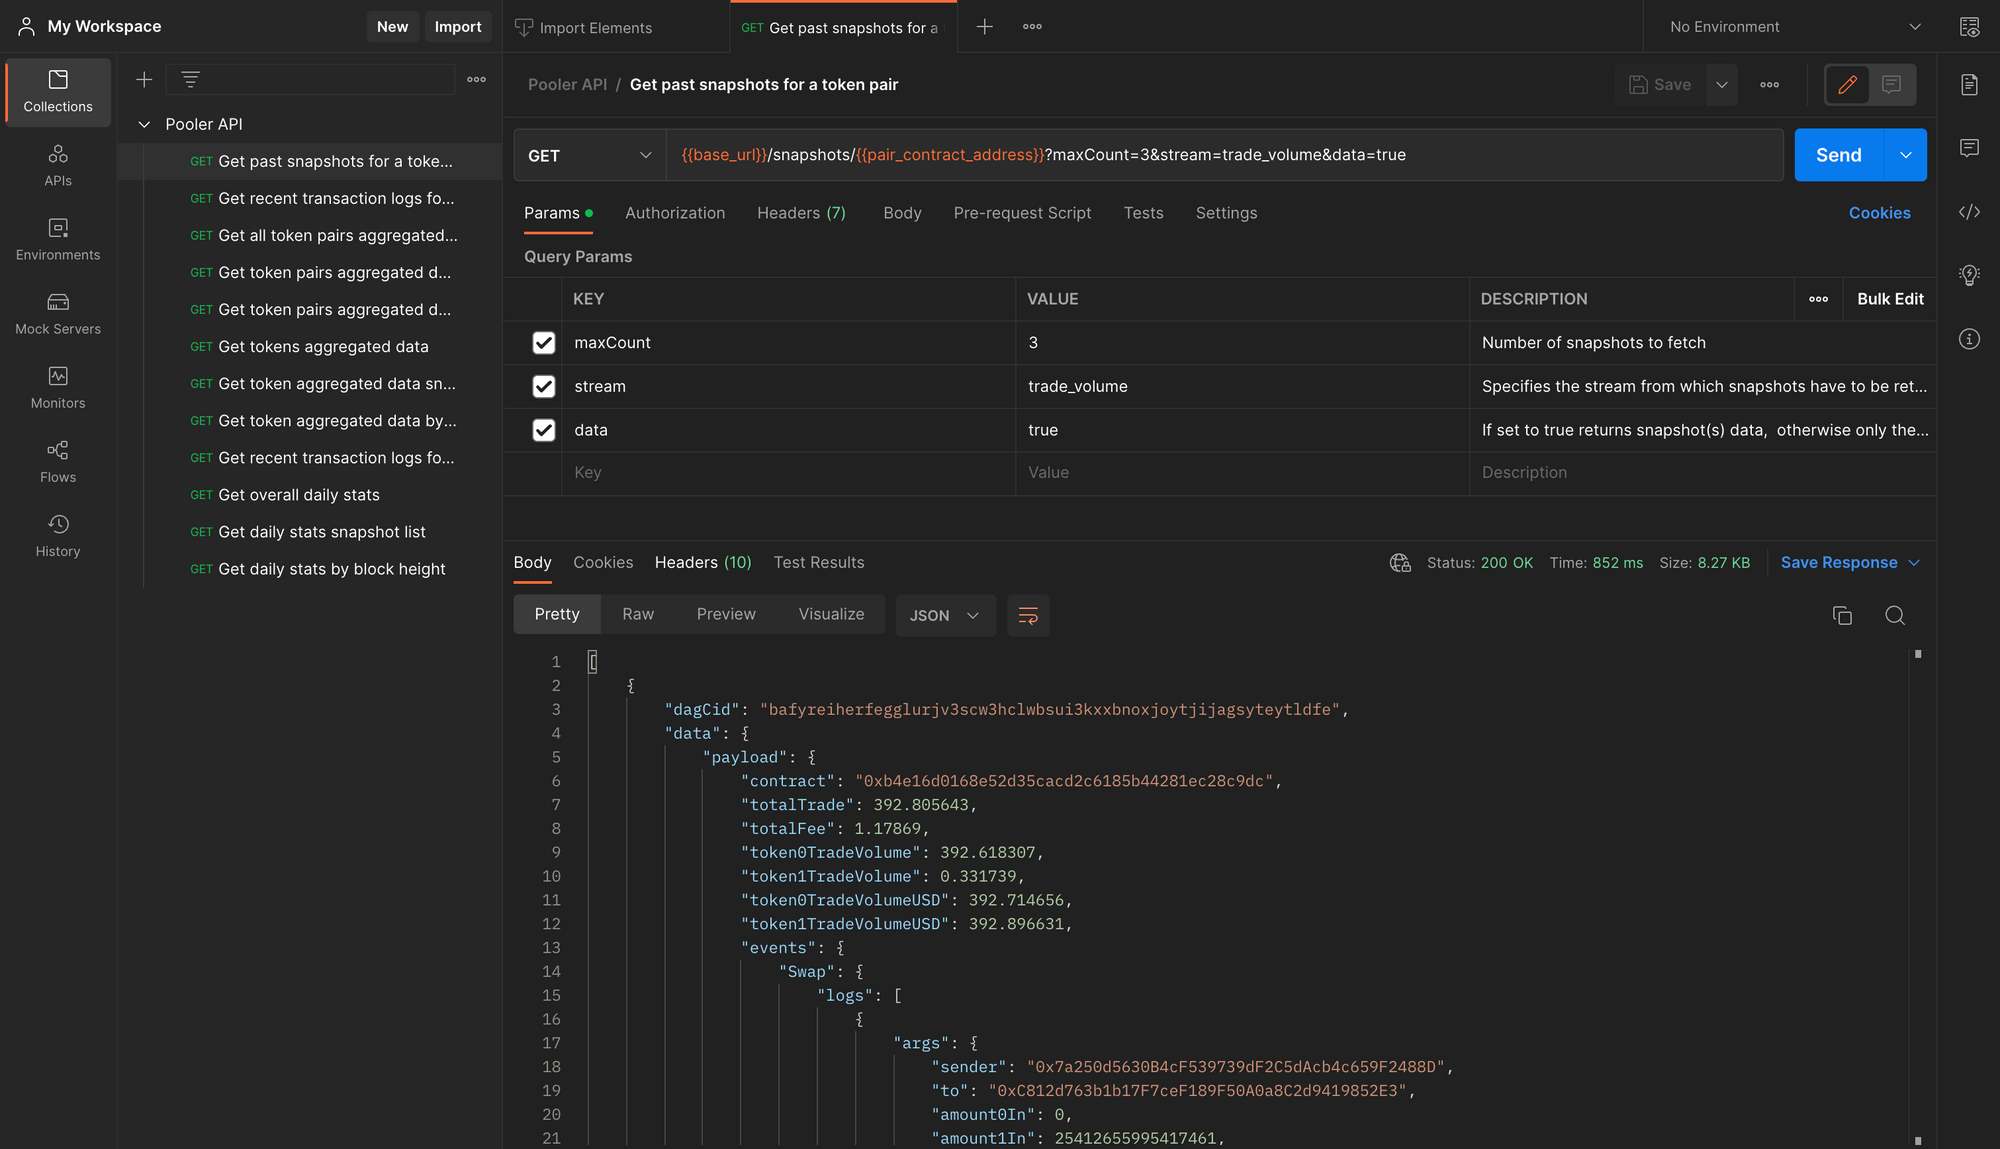 My Workspace
New
Import
Import Elements
GET Get past snapshots for a
No Environment
Collections
APIs
Environments
Mock Servers
Monitors
Flows
History
Pooler API
GET Get past snapshots for a toke...
GET Get recent transaction logs fo...
GET Get all token pairs aggregated...
GET Get token pairs aggregated d...
GET Get token pairs aggregated d...
GET Get tokens aggregated data
GET Get token aggregated data sn...
GET Get token aggregated data by...
GET Get recent transaction logs fo...
GET Get overall daily stats
GET Get daily stats snapshot list
GET Get daily stats by block height
Pooler API / Get past snapshots for a token pair
Save
GET
{{base_url}}/snapshots/{{pair_contract_address}}?maxCount=3&stream=trade_volume&data=true
Send
Params
Authorization
Headers (7)
Body
Pre-request Script
Tests
Settings
Cookies
Query Params
KEY VALUE DESCRIPTION Bulk Edit
maxCount 3 Number of snapshots to fetch
stream trade_volume Specifies the stream from which snapshots have to be ret...
data true If set to true returns snapshot(s) data, otherwise only the...
Key Value Description
Body
Cookies
Headers (10)
Test Results
Status: 200 OK Time: 852 ms Size: 8.27 KB
Save Response
Pretty
Raw
Preview
Visualize
JSON
1 [
2 {
3 "dagCid": "bafyreiherfegglurjv3scw3hclwbsui3kxxbnoxjoytjijagsyteytldfe",
4 "data": {
5 "payload": {
6 "contract": "0xb4e16d0168e52d35cacd2c6185b44281ec28c9dc",
7 "totalTrade": 392.805643,
8 "totalFee": 1.17869,
9 "token0TradeVolume": 392.618307,
10 "token1TradeVolume": 0.331739,
11 "token0TradeVolumeUSD": 392.714656,
12 "token1TradeVolumeUSD": 392.896631,
13 "events": {
14 "Swap": {
15 "logs": [
16 {
17 "args": {
18 "sender": "0x7a250d5630B4cF539739dF2C5dAcb4c659F2488D",
19 "to": "0xC812d763b1b17F7ceF189F50A0a8C2d9419852E3",
20 "amount0In": 0,
21 "amount1In": 25412655995417461,